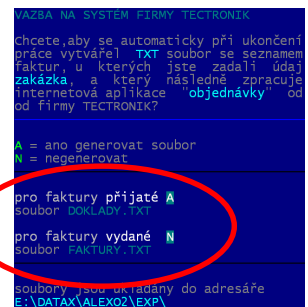 VAZBA NA SYSTÉM FIRMY TECTRONIK
Chcete,aby se automaticky při ukončení
práce vytvářel TXT soubor se seznamem
faktur, u kterých jste zadali údaj
zakázka, a který následně zpracuje
internetová aplikace "objednávky" od
od firmy TECTRONIK?
A = ano generovat soubor
N = negenerovat
pro faktury přijaté A
soubor DOKLADY.TXT
pro faktury vydané N
soubor FAKTURY.TXT
soubory jsou ukládány do adresáře
E:\DATAX\ALEXO2\EXP\